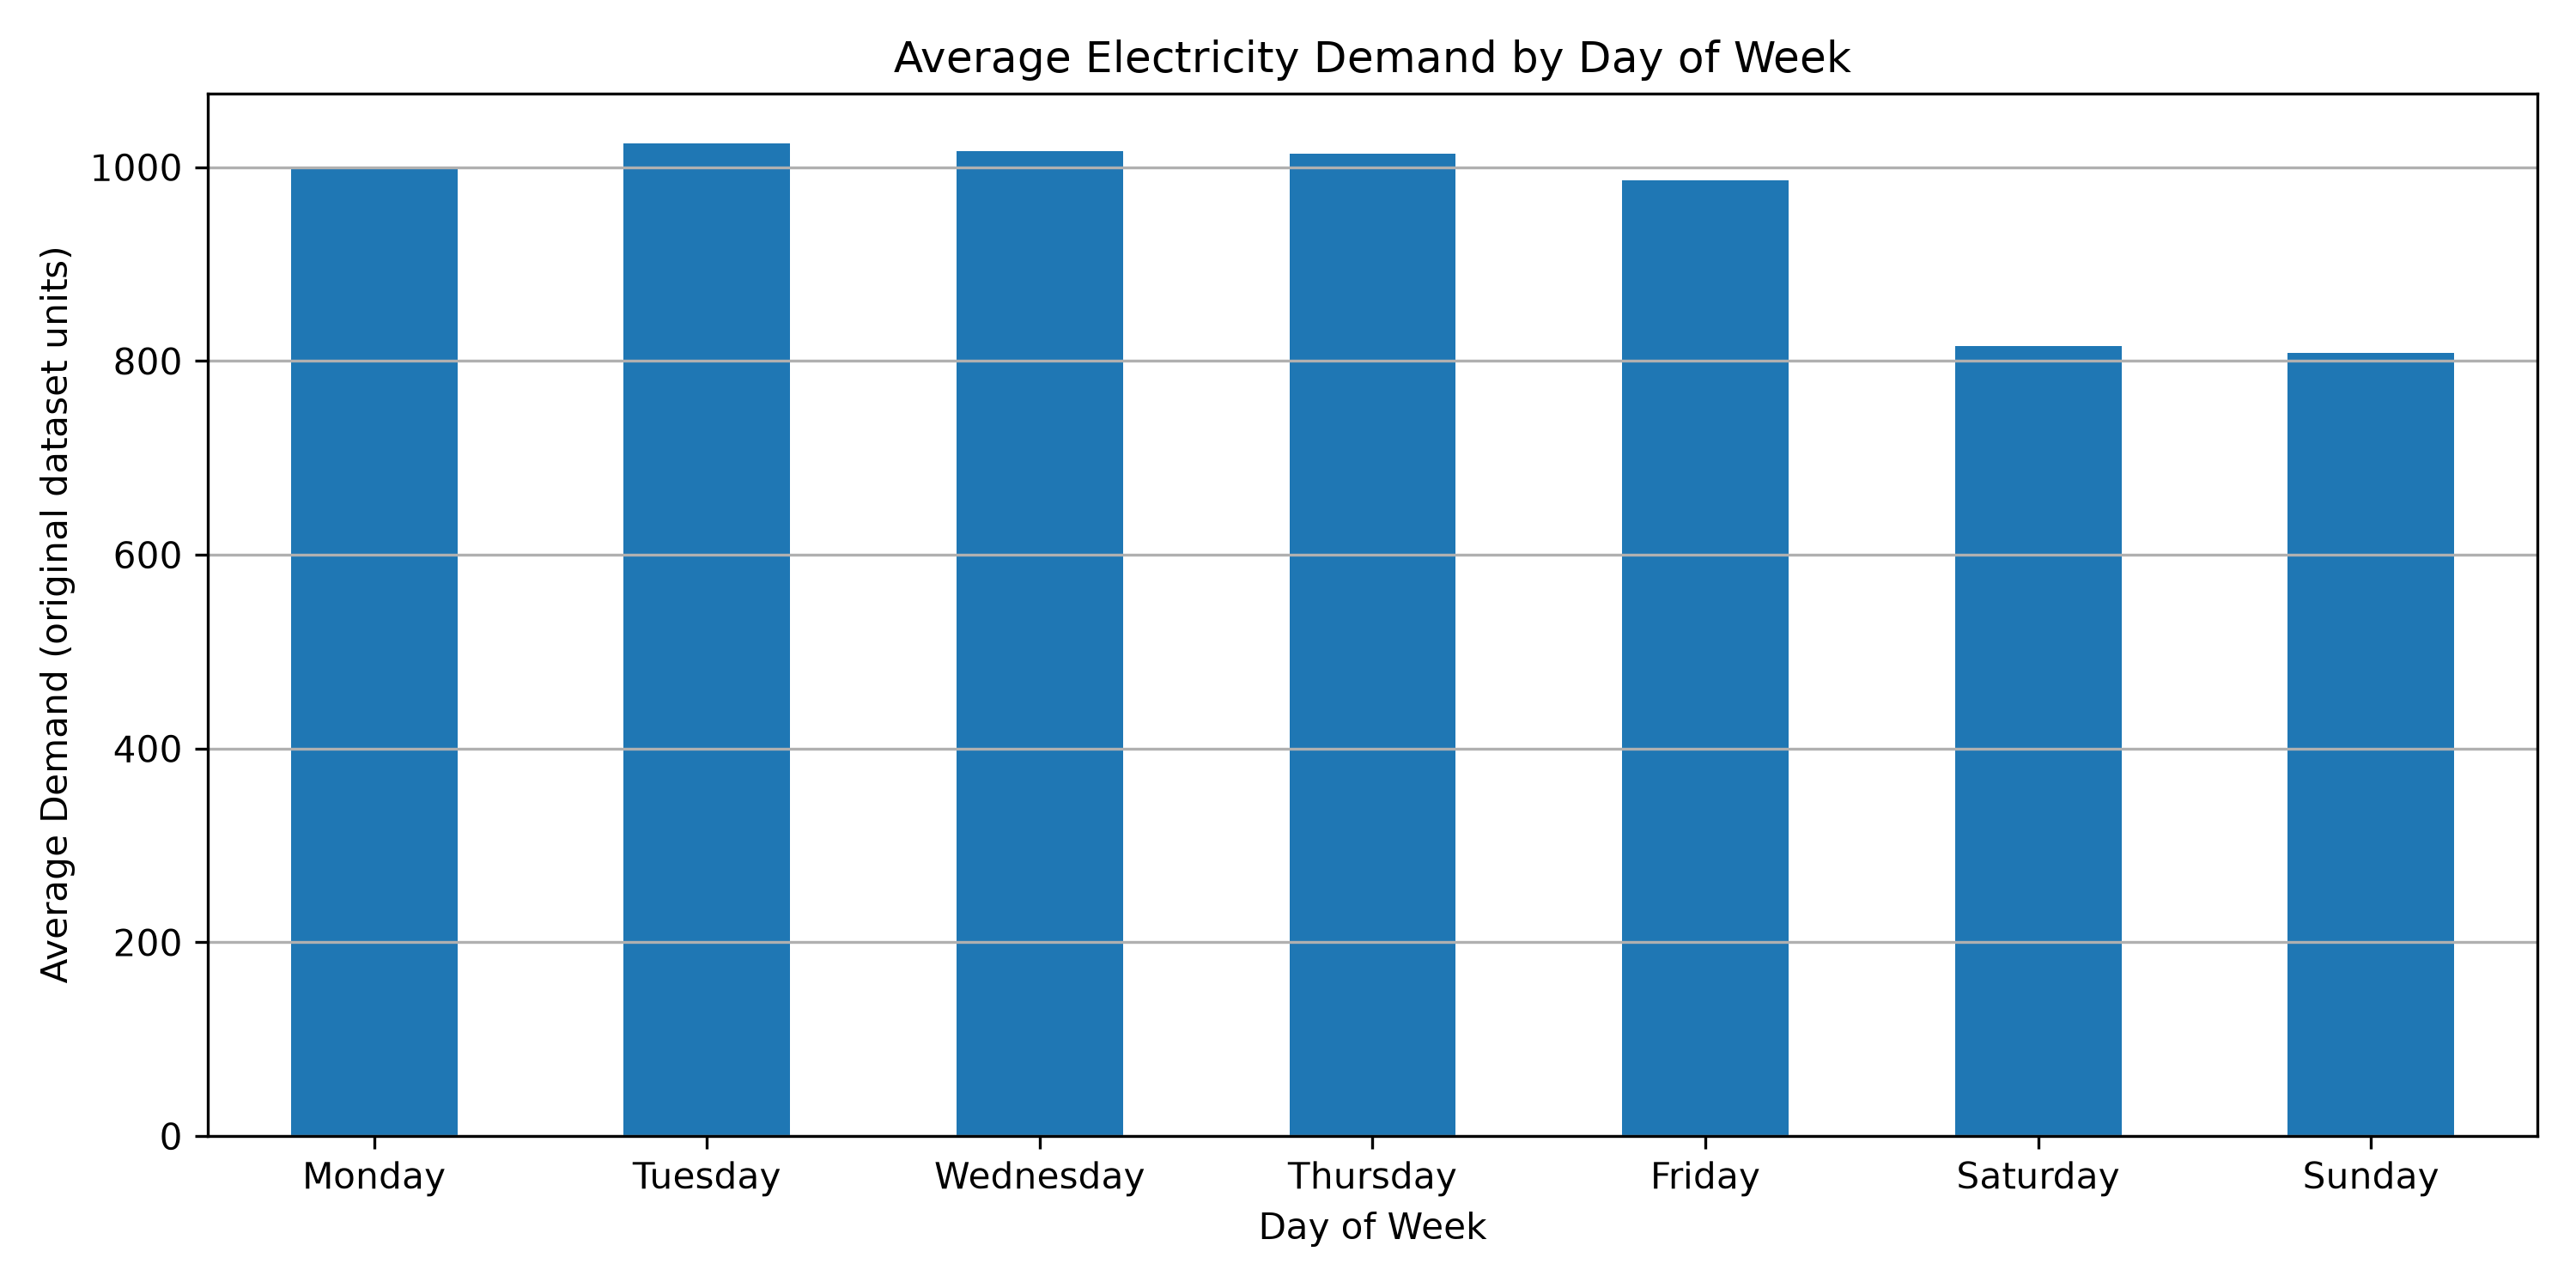 Average Electricity Demand by Day of Week
Average Demand (original dataset units)
1000
800
600
400
200
0
Monday Tuesday Wednesday Thursday Friday Saturday Sunday
Day of Week